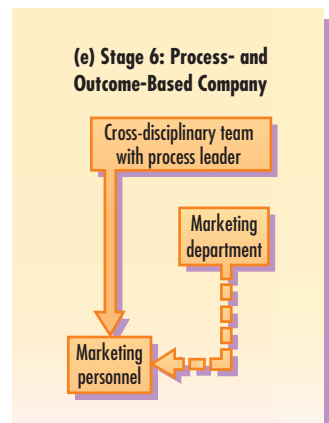 (e) Stage 6: Process- and
Outcome-Based Company
Cross-disciplinary team
with process leader
Marketing
department
Marketing
personnel